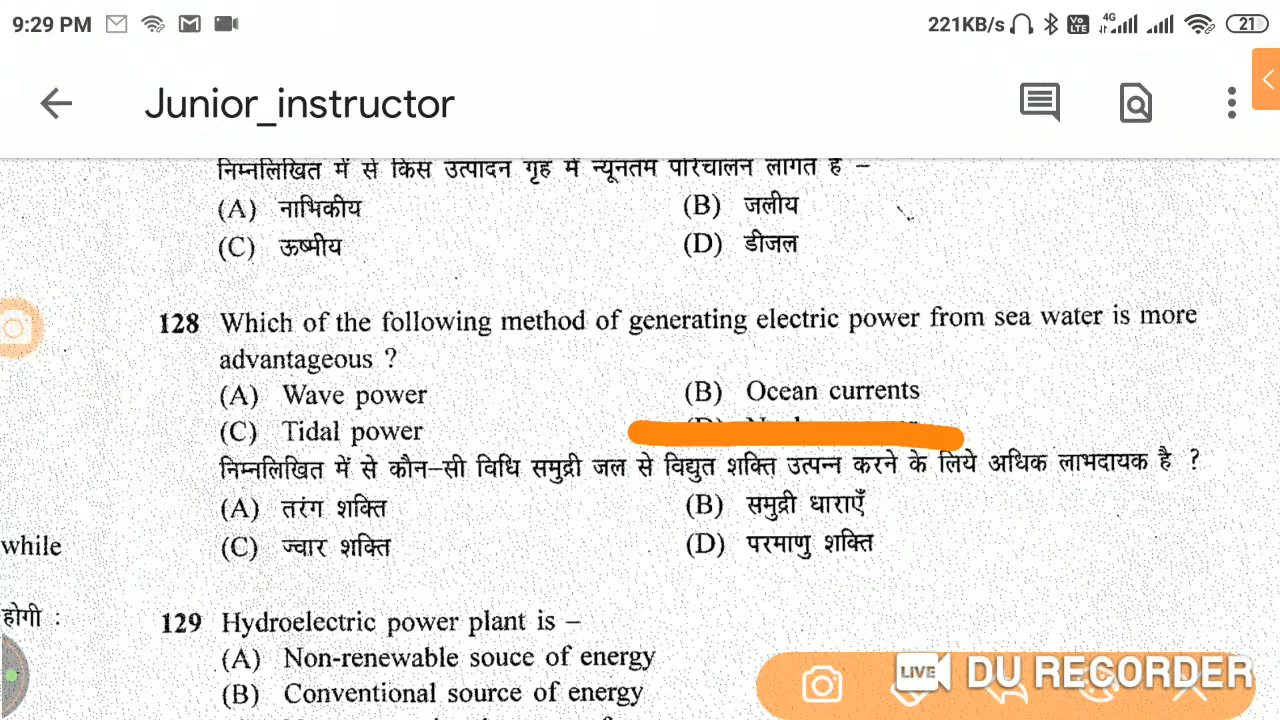 9:29 PM
221KB/s 4G Vo LTE 21
Junior_instructor
निम्नलिखित में से किस उत्पादन गृह में न्यूनतम परिचालन लागत है –
(A) नाभिकीय (B) जलीय
(C) ऊष्मीय (D) डीजल
128 Which of the following method of generating electric power from sea water is more
advantageous ?
(A) Wave power (B) Ocean currents
(C) Tidal power
निम्नलिखित में से कौन-सी विधि समुद्री जल से विद्युत शक्ति उत्पन्न करने के लिये अधिक लाभदायक है ?
(A) तरंग शक्ति (B) समुद्री धाराएँ
while
(C) ज्वार शक्ति (D) परमाणु शक्ति
होगी :
129 Hydroelectric power plant is –
(A) Non-renewable souce of energy
(B) Conventional source of energy
LIVE DU RECORDER